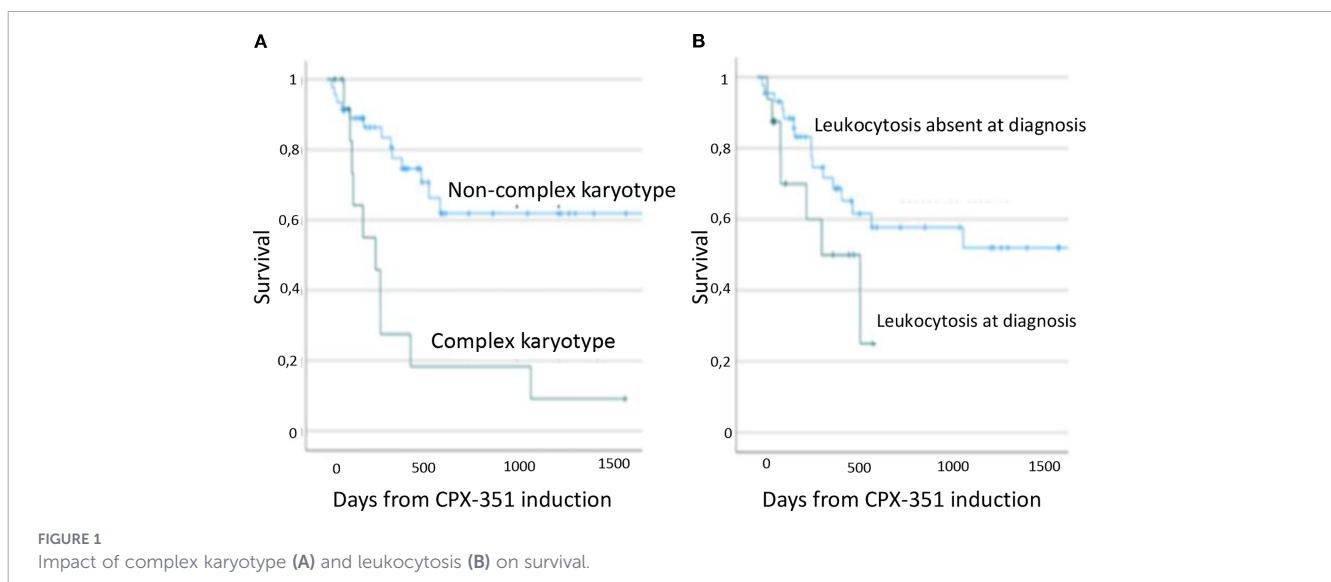 A
1
0,8
0,6
0,4
0,2
0
Survival
Non-complex karyotype
Complex karyotype
0 500 1000 1500
Days from CPX-351 induction
B
1
0,8
0,6
0,4
0,2
0
Survival
Leukocytosis absent at diagnosis
Leukocytosis at diagnosis
0 500 1000 1500
Days from CPX-351 induction
FIGURE 1
Impact of complex karyotype (A) and leukocytosis (B) on survival.